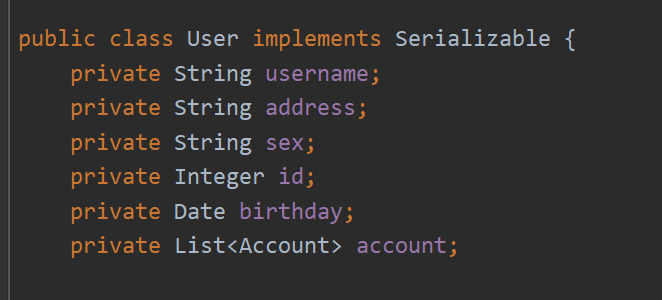 public class User implements Serializable {
    private String username;
    private String address;
    private String sex;
    private Integer id;
    private Date birthday;
    private List<Account> account;